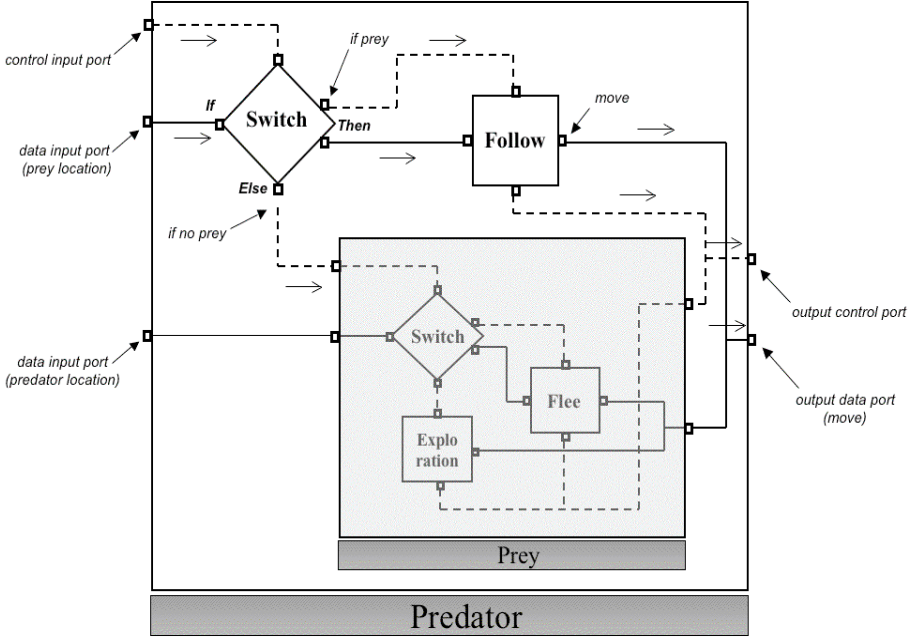 control input port
if prey
If
Switch
Then
move
Follow
data input port
(prey location)
Else
if no prey
output control port
Switch
data input port
(predator location)
output data port
(move)
Flee
Explo
ration
Prey
Predator